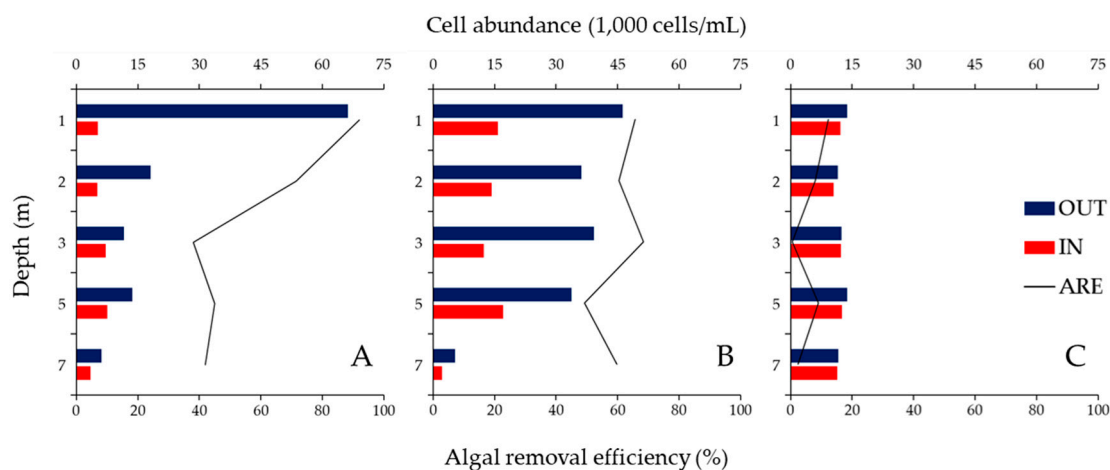 Cell abundance (1,000 cells/mL)
0 15 30 45 60 75 0 15 30 45 60 75 0 15 30 45 60 75
Depth (m)
1 1 1
2 2 2
3 3 3
5 5 5
7 7 7
OUT
IN
ARE
A B C
0 20 40 60 80 100 0 20 40 60 80 100 0 20 40 60 80 100
Algal removal efficiency (%)